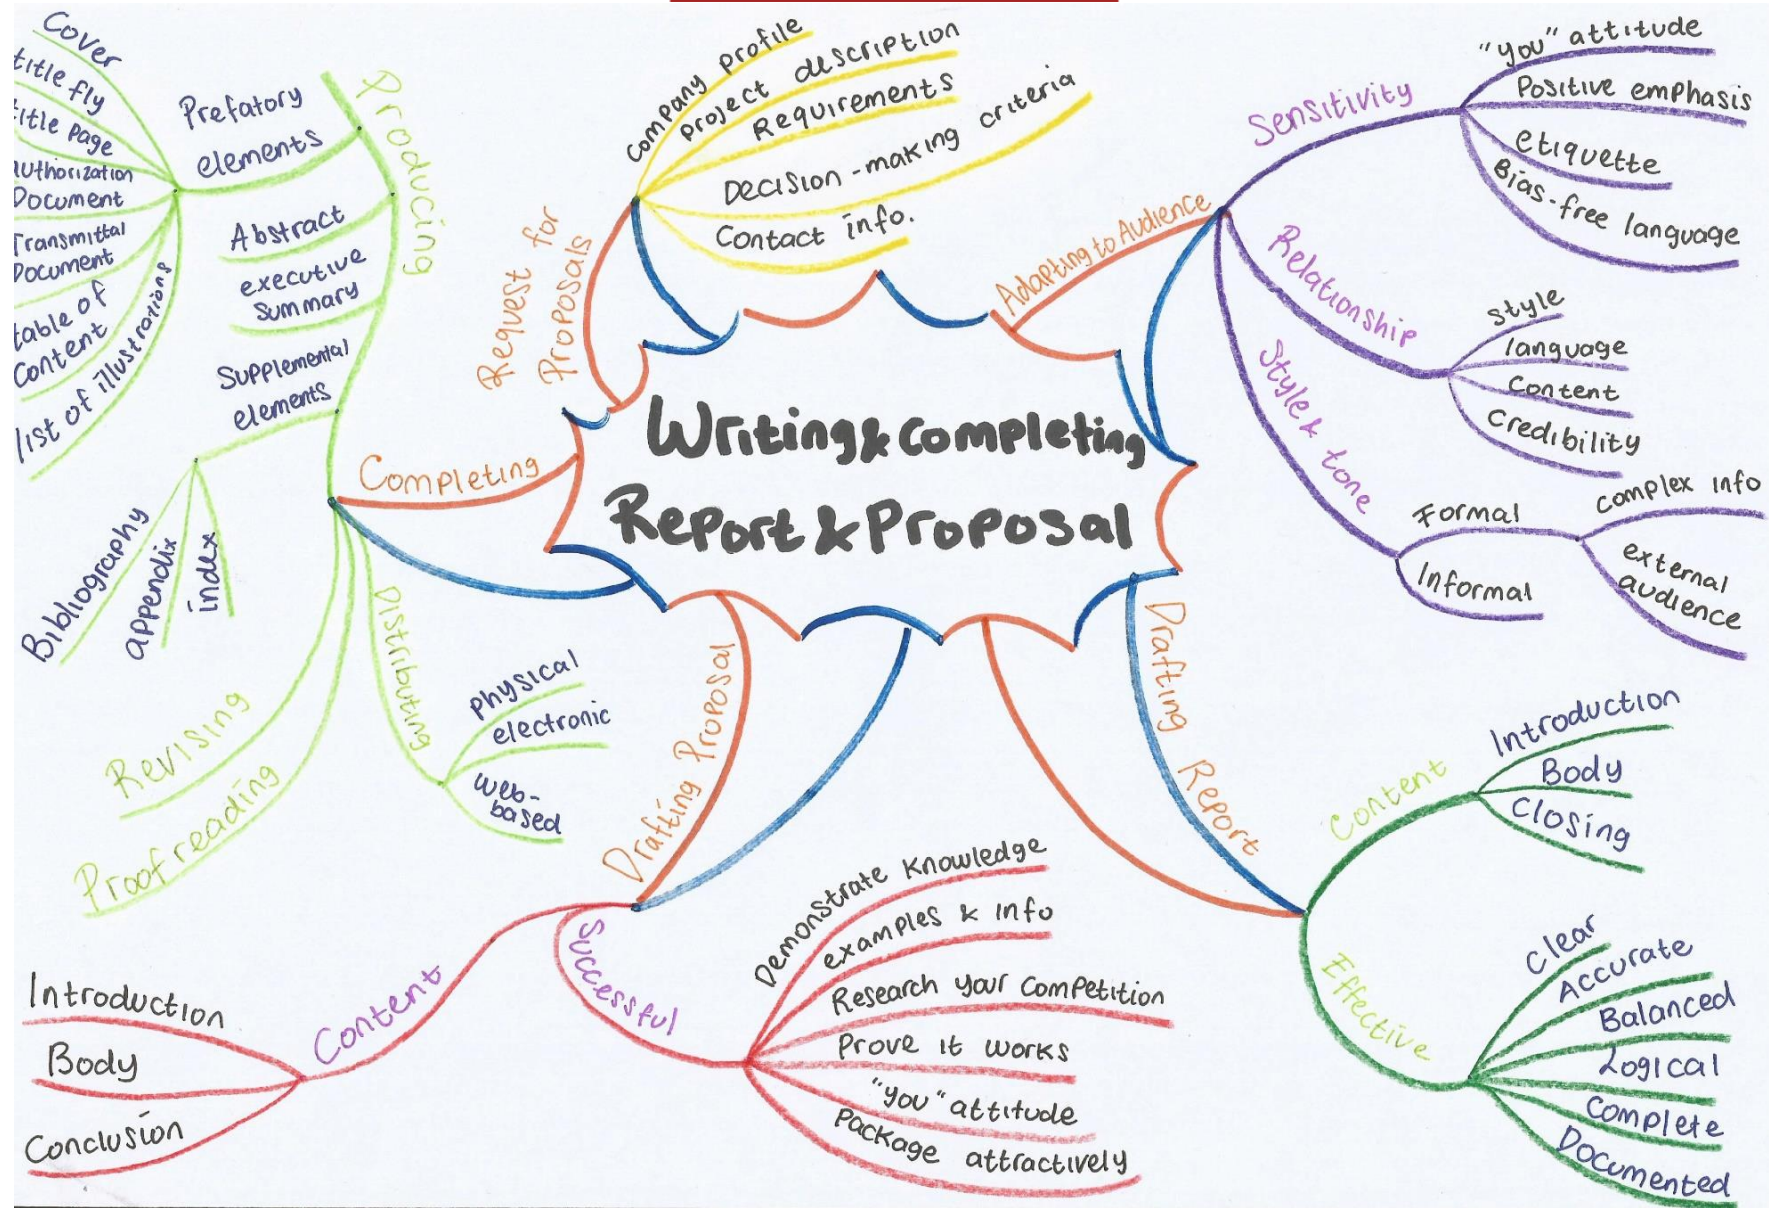 Writing & Completing
Report & Proposal
Request for
Proposals
Company profile
project description
Requirements
Decision-making criteria
Contact info.
Adapting to Audience
Sensitivity
"you" attitude
Positive emphasis
etiquette
Bias-free language
Relationship
Style
language
Content
Credibility
Style & tone
Formal
complex info
external
audience
Informal
Drafting Report
Content
Introduction
Body
Closing
Effective
Clear
Accurate
Balanced
Logical
Complete
Documented
Drafting Proposal
Successful
Demonstrate Knowledge
examples & info
Research your competition
Prove it works
"you" attitude
Package attractively
Content
Introduction
Body
Conclusion
Completing
Producing
Prefatory
elements
Cover
title fly
title page
authorization
Document
Transmittal
Document
table of
Content
list of illustrations
Abstract
executive
Summary
Supplemental
elements
Bibliography
appendix
index
Distributing
physical
electronic
web-
based
Revising
Proofreading